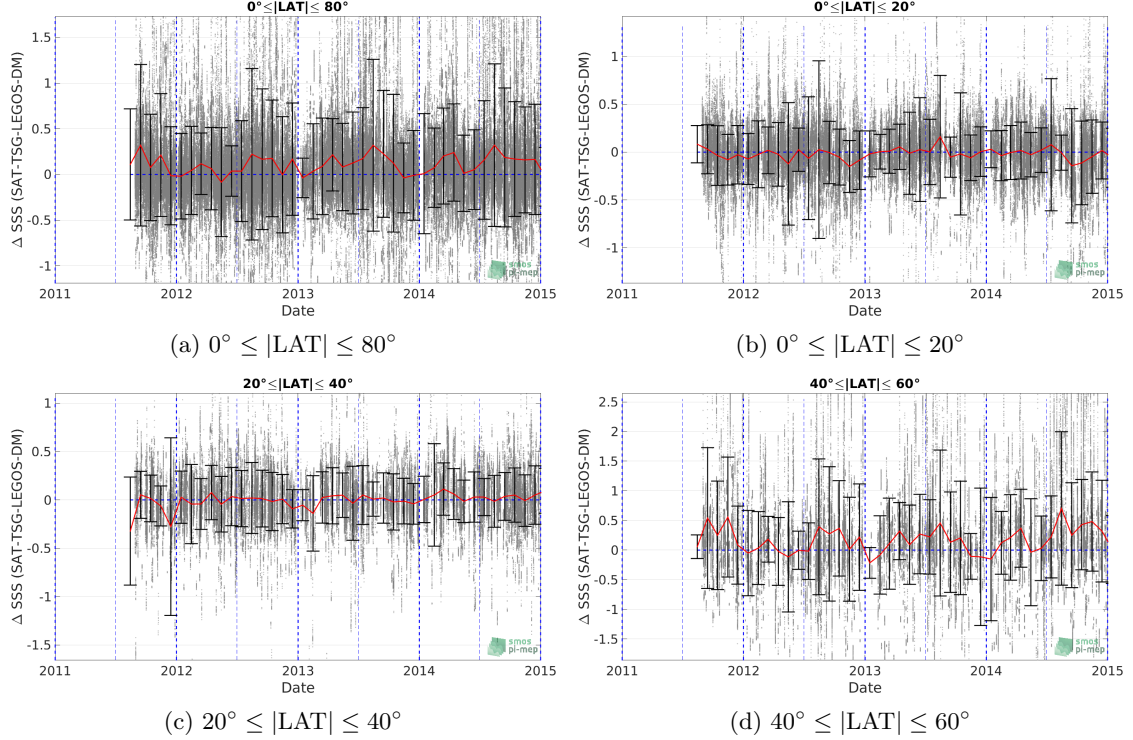 0°≤|LAT|≤ 80°
Δ SSS (SAT-TSG-LEGOS-DM)
1.5
1
0.5
0
-0.5
-1
2011 2012 2013 2014 2015
Date
smos
pi-mep
(a) 0° ≤ |LAT| ≤ 80°
0°≤|LAT|≤ 20°
Δ SSS (SAT-TSG-LEGOS-DM)
1
0.5
0
-0.5
-1
2011 2012 2013 2014 2015
Date
smos
pi-mep
(b) 0° ≤ |LAT| ≤ 20°
20°≤|LAT|≤ 40°
Δ SSS (SAT-TSG-LEGOS-DM)
1
0.5
0
-0.5
-1
-1.5
2011 2012 2013 2014 2015
Date
smos
pi-mep
(c) 20° ≤ |LAT| ≤ 40°
40°≤|LAT|≤ 60°
Δ SSS (SAT-TSG-LEGOS-DM)
2.5
2
1.5
1
0.5
0
-0.5
-1
-1.5
2011 2012 2013 2014 2015
Date
smos
pi-mep
(d) 40° ≤ |LAT| ≤ 60°